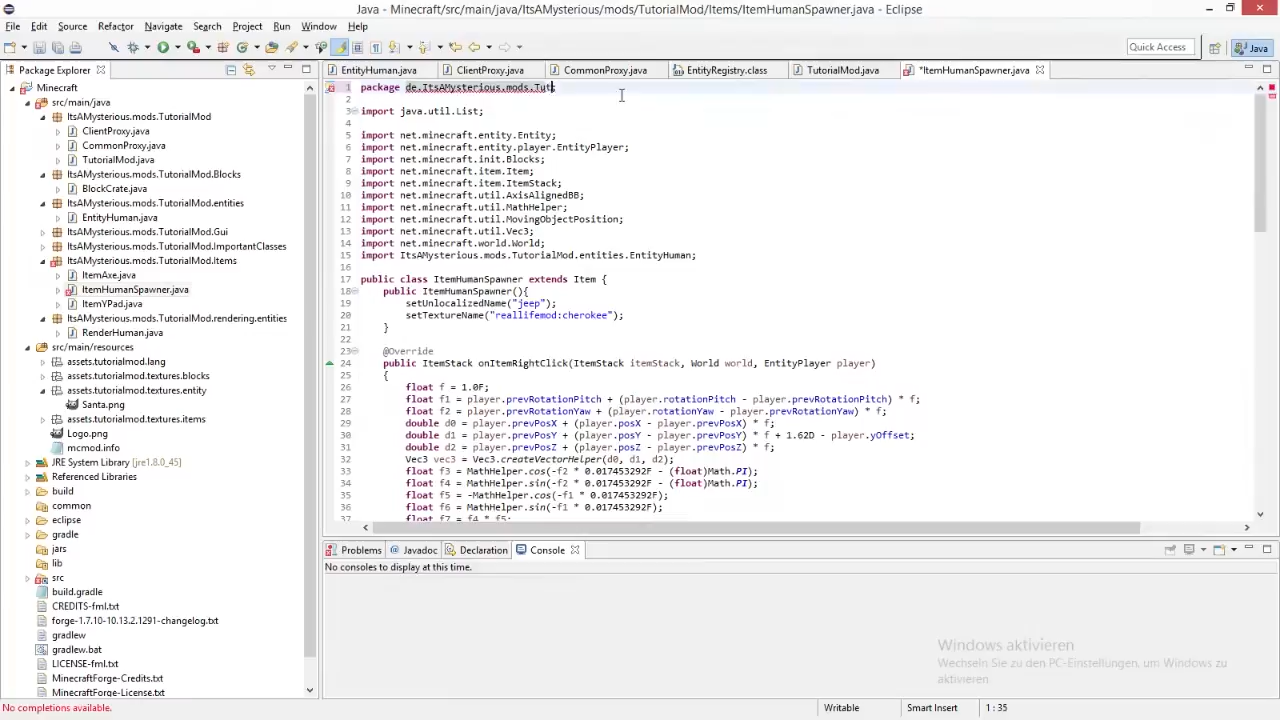 Java - Minecraft/src/main/java/ItsAMysterious/mods/TutorialMod/Items/ItemHumanSpawner.java - Eclipse
File Edit Source Refactor Navigate Search Project Run Window Help
Quick Access Java
Package Explorer
Minecraft
src/main/java
ItsAMysterious.mods.TutorialMod
ClientProxy.java
CommonProxy.java
TutorialMod.java
ItsAMysterious.mods.TutorialMod.Blocks
BlockCrate.java
ItsAMysterious.mods.TutorialMod.entities
EntityHuman.java
ItsAMysterious.mods.TutorialMod.Gui
ItsAMysterious.mods.TutorialMod.ImportantClasses
ItsAMysterious.mods.TutorialMod.Items
ItemAxe.java
ItemHumanSpawner.java
ItemYPad.java
ItsAMysterious.mods.TutorialMod.rendering.entities
RenderHuman.java
src/main/resources
assets.tutorialmod.lang
assets.tutorialmod.textures.blocks
assets.tutorialmod.textures.entity
Santa.png
assets.tutorialmod.textures.items
Logo.png
mcmod.info
JRE System Library [jre1.8.0_45]
Referenced Libraries
build
common
eclipse
gradle
jars
lib
src
build.gradle
CREDITS-fml.txt
forge-1.7.10-10.13.2.1291-changelog.txt
gradlew
gradlew.bat
LICENSE-fml.txt
MinecraftForge-Credits.txt
MinecraftForge-License.txt
EntityHuman.java ClientProxy.java CommonProxy.java EntityRegistry.class TutorialMod.java *ItemHumanSpawner.java
1 package de.ItsAMysterious.mods.Tut;
2
3 import java.util.List;
4
5 import net.minecraft.entity.Entity;
6 import net.minecraft.entity.player.EntityPlayer;
7 import net.minecraft.init.Blocks;
8 import net.minecraft.item.Item;
9 import net.minecraft.item.ItemStack;
10 import net.minecraft.util.AxisAlignedBB;
11 import net.minecraft.util.MathHelper;
12 import net.minecraft.util.MovingObjectPosition;
13 import net.minecraft.util.Vec3;
14 import net.minecraft.world.World;
15 import ItsAMysterious.mods.TutorialMod.entities.EntityHuman;
16
17 public class ItemHumanSpawner extends Item {
18 public ItemHumanSpawner(){
19 setUnlocalizedName("jeep");
20 setTextureName("reallifemod:cherokee");
21 }
22
23 @Override
24 public ItemStack onItemRightClick(ItemStack itemStack, World world, EntityPlayer player)
25 {
26 float f = 1.0F;
27 float f1 = player.prevRotationPitch + (player.rotationPitch - player.prevRotationPitch) * f;
28 float f2 = player.prevRotationYaw + (player.rotationYaw - player.prevRotationYaw) * f;
29 double d0 = player.prevPosX + (player.posX - player.prevPosX) * f;
30 double d1 = player.prevPosY + (player.posY - player.prevPosY) * f + 1.62D - player.yOffset;
31 double d2 = player.prevPosZ + (player.posZ - player.prevPosZ) * f;
32 Vec3 vec3 = Vec3.createVectorHelper(d0, d1, d2);
33 float f3 = MathHelper.cos(-f2 * 0.017453292F - (float)Math.PI);
34 float f4 = MathHelper.sin(-f2 * 0.017453292F - (float)Math.PI);
35 float f5 = -MathHelper.cos(-f1 * 0.017453292F);
36 float f6 = MathHelper.sin(-f1 * 0.017453292F);
37 float f7 = f4 * f5;
Problems @ Javadoc Declaration Console
No consoles to display at this time.
Windows aktivieren
Wechseln Sie zu den PC-Einstellungen, um Windows zu
aktivieren.
No completions available. Writable Smart Insert 1 : 35